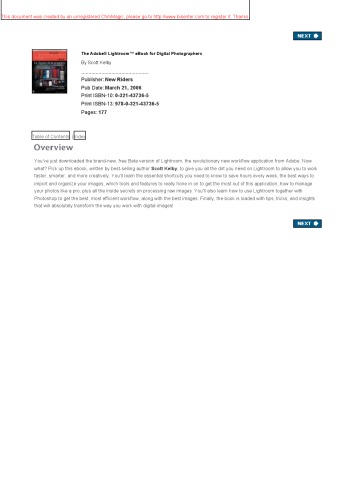 This document was created by an unregistered ChmMagic, please go to http://www.bisenter.com to register it. Thanks
NEXT
The Adobe® Lightroom™ eBook for Digital Photographers
By Scott Kelby
Publisher: New Riders
Pub Date: March 21, 2006
Print ISBN-10: 0-321-43736-5
Print ISBN-13: 978-0-321-43736-5
Pages: 177
Table of Contents | Index
Overview
You've just downloaded the brand-new, free Beta version of Lightroom, the revolutionary new workflow application from Adobe. Now
what? Pick up this ebook, written by best-selling author Scott Kelby, to give you all the dirt you need on Lightroom to allow you to work
faster, smarter, and more creatively. You'll learn the essential shortcuts you need to know to save hours every week, the best ways to
import and organize your images, which tools and features to really hone in on to get the most out of this application, how to manage
your photos like a pro, plus all the inside secrets on processing raw images. You'll also learn how to use Lightroom together with
Photoshop to get the best, most efficient workflow, along with the best images. Finally, the book is loaded with tips, tricks, and insights
that will absolutely transform the way you work with digital images!
NEXT